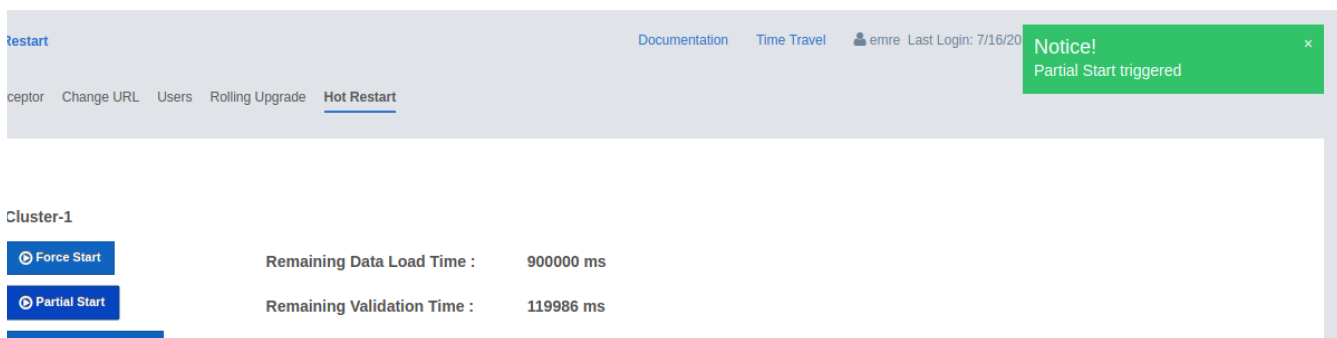 Restart
Documentation Time Travel emre Last Login: 7/16/20
Notice! x
Partial Start triggered
ceptor Change URL Users Rolling Upgrade Hot Restart
Cluster-1
Force Start Remaining Data Load Time : 900000 ms
Partial Start Remaining Validation Time : 119986 ms